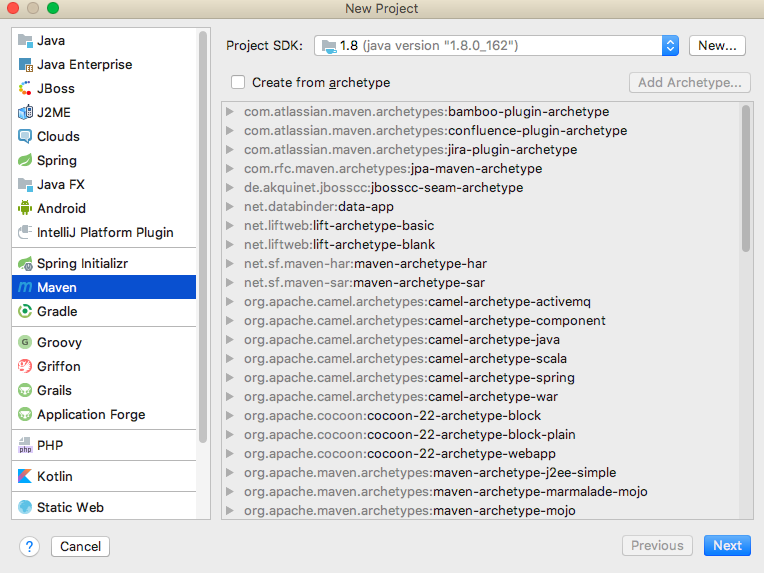 New Project
Java
Java Enterprise
JBoss
J2ME
Clouds
Spring
Java FX
Android
IntelliJ Platform Plugin
Spring Initializr
Maven
Gradle
Groovy
Griffon
Grails
Application Forge
PHP
Kotlin
Static Web
Project SDK: 1.8 (java version "1.8.0_162") New...
Create from archetype Add Archetype...
com.atlassian.maven.archetypes:bamboo-plugin-archetype
com.atlassian.maven.archetypes:confluence-plugin-archetype
com.atlassian.maven.archetypes:jira-plugin-archetype
com.rfc.maven.archetypes:jpa-maven-archetype
de.akquinet.jbosscc:jbosscc-seam-archetype
net.databinder:data-app
net.liftweb:lift-archetype-basic
net.liftweb:lift-archetype-blank
net.sf.maven-har:maven-archetype-har
net.sf.maven-sar:maven-archetype-sar
org.apache.camel.archetypes:camel-archetype-activemq
org.apache.camel.archetypes:camel-archetype-component
org.apache.camel.archetypes:camel-archetype-java
org.apache.camel.archetypes:camel-archetype-scala
org.apache.camel.archetypes:camel-archetype-spring
org.apache.camel.archetypes:camel-archetype-war
org.apache.cocoon:cocoon-22-archetype-block
org.apache.cocoon:cocoon-22-archetype-block-plain
org.apache.cocoon:cocoon-22-archetype-webapp
org.apache.maven.archetypes:maven-archetype-j2ee-simple
org.apache.maven.archetypes:maven-archetype-marmalade-mojo
org.apache.maven.archetypes:maven-archetype-mojo
? Cancel Previous Next